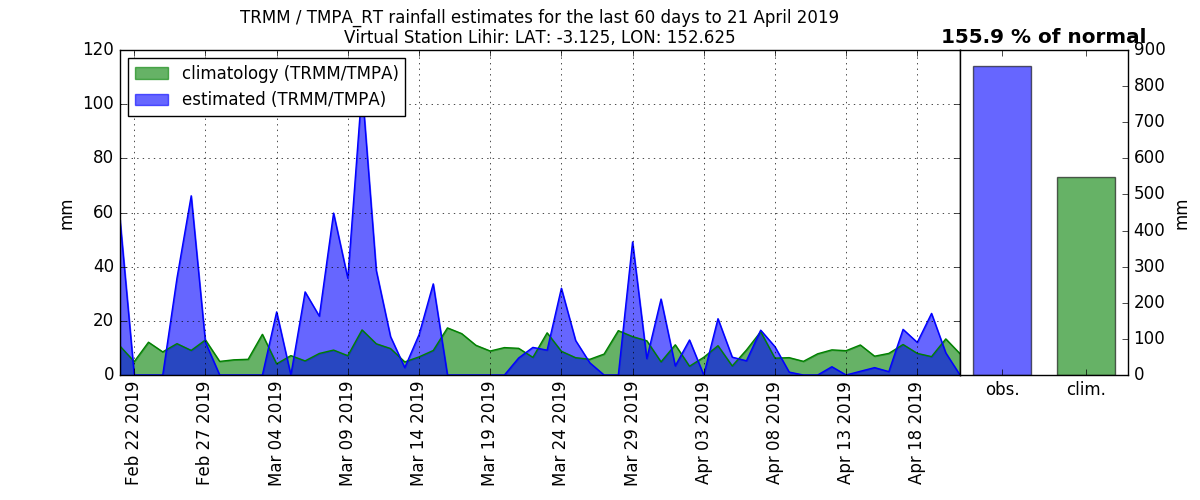 TRMM / TMPA_RT rainfall estimates for the last 60 days to 21 April 2019
Virtual Station Lihir: LAT: -3.125, LON: 152.625
155.9 % of normal
climatology (TRMM/TMPA)
estimated (TRMM/TMPA)
120
100
80
60
40
20
0
mm
Feb 22 2019
Feb 27 2019
Mar 04 2019
Mar 09 2019
Mar 14 2019
Mar 19 2019
Mar 24 2019
Mar 29 2019
Apr 03 2019
Apr 08 2019
Apr 13 2019
Apr 18 2019
900
800
700
600
500
400
300
200
100
0
mm
obs.
clim.